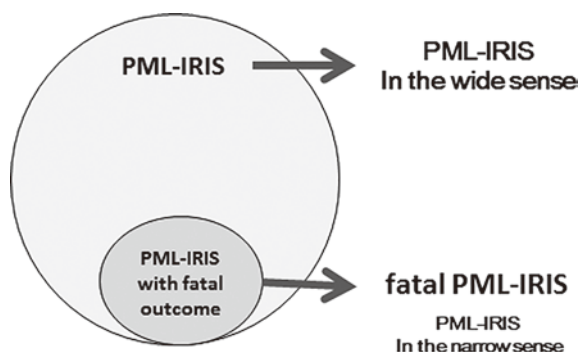 PML-IRIS
PML-IRIS
In the wide sense
PML-IRIS
with fatal
outcome
fatal PML-IRIS
PML-IRIS
In the narrow sense